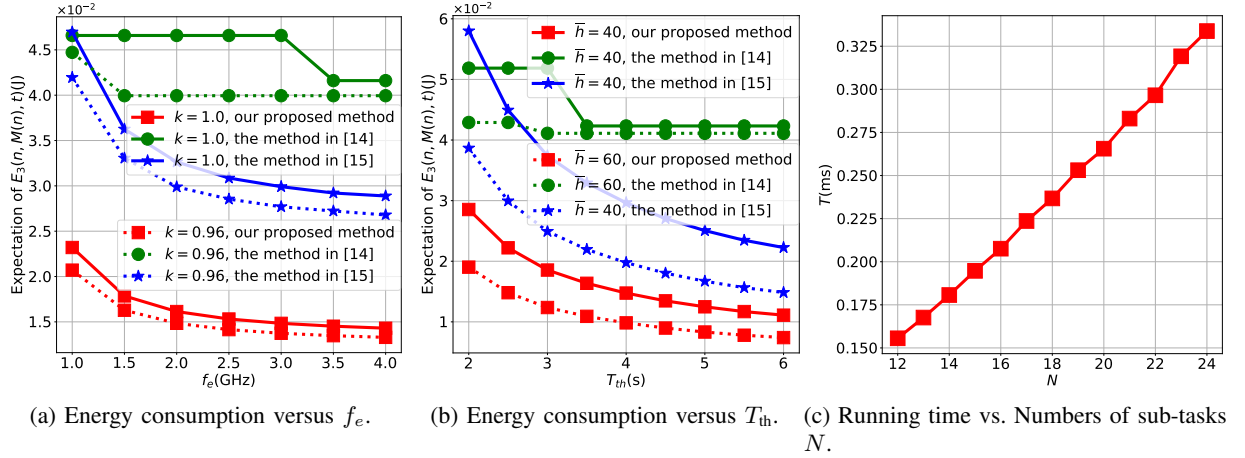 ×10⁻²
4.5
4.0
3.5
3.0
2.5
2.0
1.5
Expectation of E₃(n, M(n), t)(J)
k = 1.0, our proposed method
k = 1.0, the method in [14]
k = 1.0, the method in [15]
k = 0.96, our proposed method
k = 0.96, the method in [14]
k = 0.96, the method in [15]
1.0 1.5 2.0 2.5 3.0 3.5 4.0
fₑ(GHz)
(a) Energy consumption versus fₑ.
6 ×10⁻²
5
4
3
2
1
Expectation of E₃(n, M(n), t)(J)
h̅ = 40, our proposed method
h̅ = 40, the method in [14]
h̅ = 40, the method in [15]
h̅ = 60, our proposed method
h̅ = 60, the method in [14]
h̅ = 40, the method in [15]
2 3 4 5 6
Tₜₕ(s)
(b) Energy consumption versus Tₜₕ.
0.325
0.300
0.275
0.250
0.225
0.200
0.175
0.150
T(ms)
12 14 16 18 20 22 24
N
(c) Running time vs. Numbers of sub-tasks
N.